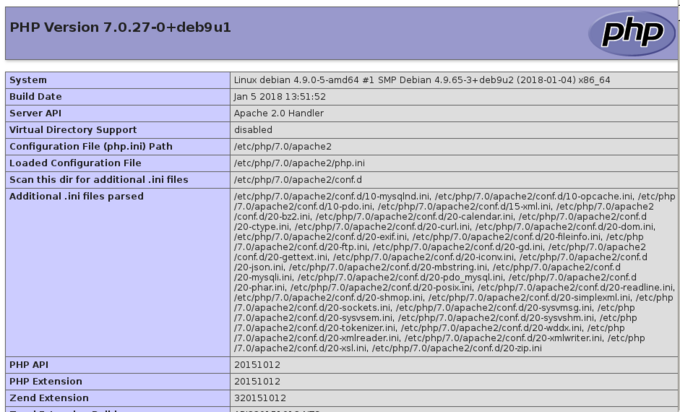 PHP Version 7.0.27-0+deb9u1
php
System Linux debian 4.9.0-5-amd64 #1 SMP Debian 4.9.65-3+deb9u2 (2018-01-04) x86_64
Build Date Jan 5 2018 13:51:52
Server API Apache 2.0 Handler
Virtual Directory Support disabled
Configuration File (php.ini) Path /etc/php/7.0/apache2
Loaded Configuration File /etc/php/7.0/apache2/php.ini
Scan this dir for additional .ini files /etc/php/7.0/apache2/conf.d
Additional .ini files parsed /etc/php/7.0/apache2/conf.d/10-mysqlnd.ini, /etc/php/7.0/apache2/conf.d/10-opcache.ini, /etc/php
/7.0/apache2/conf.d/10-pdo.ini, /etc/php/7.0/apache2/conf.d/15-xml.ini, /etc/php/7.0/apache2
/conf.d/20-bz2.ini, /etc/php/7.0/apache2/conf.d/20-calendar.ini, /etc/php/7.0/apache2/conf.d
/20-ctype.ini, /etc/php/7.0/apache2/conf.d/20-curl.ini, /etc/php/7.0/apache2/conf.d/20-dom.ini,
/etc/php/7.0/apache2/conf.d/20-exif.ini, /etc/php/7.0/apache2/conf.d/20-fileinfo.ini, /etc/php
/7.0/apache2/conf.d/20-ftp.ini, /etc/php/7.0/apache2/conf.d/20-gd.ini, /etc/php/7.0/apache2
/conf.d/20-gettext.ini, /etc/php/7.0/apache2/conf.d/20-iconv.ini, /etc/php/7.0/apache2/conf.d
/20-json.ini, /etc/php/7.0/apache2/conf.d/20-mbstring.ini, /etc/php/7.0/apache2/conf.d
/20-mysqli.ini, /etc/php/7.0/apache2/conf.d/20-pdo_mysql.ini, /etc/php/7.0/apache2/conf.d
/20-phar.ini, /etc/php/7.0/apache2/conf.d/20-posix.ini, /etc/php/7.0/apache2/conf.d/20-readline.ini,
/etc/php/7.0/apache2/conf.d/20-shmop.ini, /etc/php/7.0/apache2/conf.d/20-simplexml.ini, /etc/php
/7.0/apache2/conf.d/20-sockets.ini, /etc/php/7.0/apache2/conf.d/20-sysvmsg.ini, /etc/php
/7.0/apache2/conf.d/20-sysvsem.ini, /etc/php/7.0/apache2/conf.d/20-sysvshm.ini, /etc/php
/7.0/apache2/conf.d/20-tokenizer.ini, /etc/php/7.0/apache2/conf.d/20-wddx.ini, /etc/php
/7.0/apache2/conf.d/20-xmlreader.ini, /etc/php/7.0/apache2/conf.d/20-xmlwriter.ini, /etc/php
/7.0/apache2/conf.d/20-xsl.ini, /etc/php/7.0/apache2/conf.d/20-zip.ini
PHP API 20151012
PHP Extension 20151012
Zend Extension 320151012